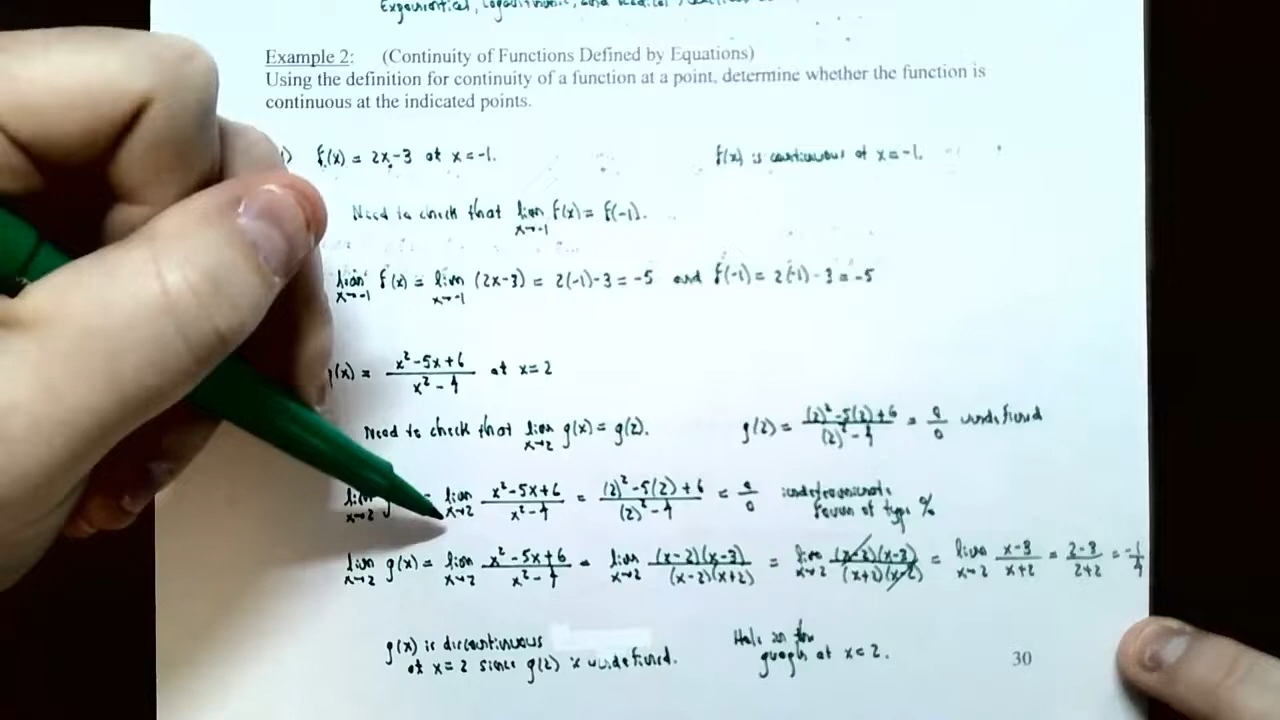 Exponential, Logarithmic, and Radical
Example 2: (Continuity of Functions Defined by Equations)
Using the definition for continuity of a function at a point, determine whether the function is
continuous at the indicated points.
) f(x) = 2x-3 at x=-1. f(x) is continuous at x=-1.
Need to check that lim x→-1 f(x) = f(-1).
lim x→-1 f(x) = lim x→-1 (2x-3) = 2(-1)-3 = -5 and f(-1) = 2(-1)-3 = -5
(x) = x²-5x+6 / x²-4 at x=2
Need to check that lim x→2 g(x) = g(2). g(2) = (2)²-5(2)+6 / (2)²-4 = 0/0 undefined
lim x→2 g = lim x→2 x²-5x+6 / x²-4 = (2)²-5(2)+6 / (2)²-4 = 0/0 indeterminate
form of type 0/0
lim x→2 g(x) = lim x→2 x²-5x+6 / x²-4 = lim x→2 (x-2)(x-3) / (x-2)(x+2) = lim x→2 (x-2)(x-3) / (x+2)(x-2) = lim x→2 x-3 / x+2 = 2-3 / 2+2 = -1/4
g(x) is discontinuous
at x=2 since g(2) is undefined.
Hole in the
graph at x=2.
30